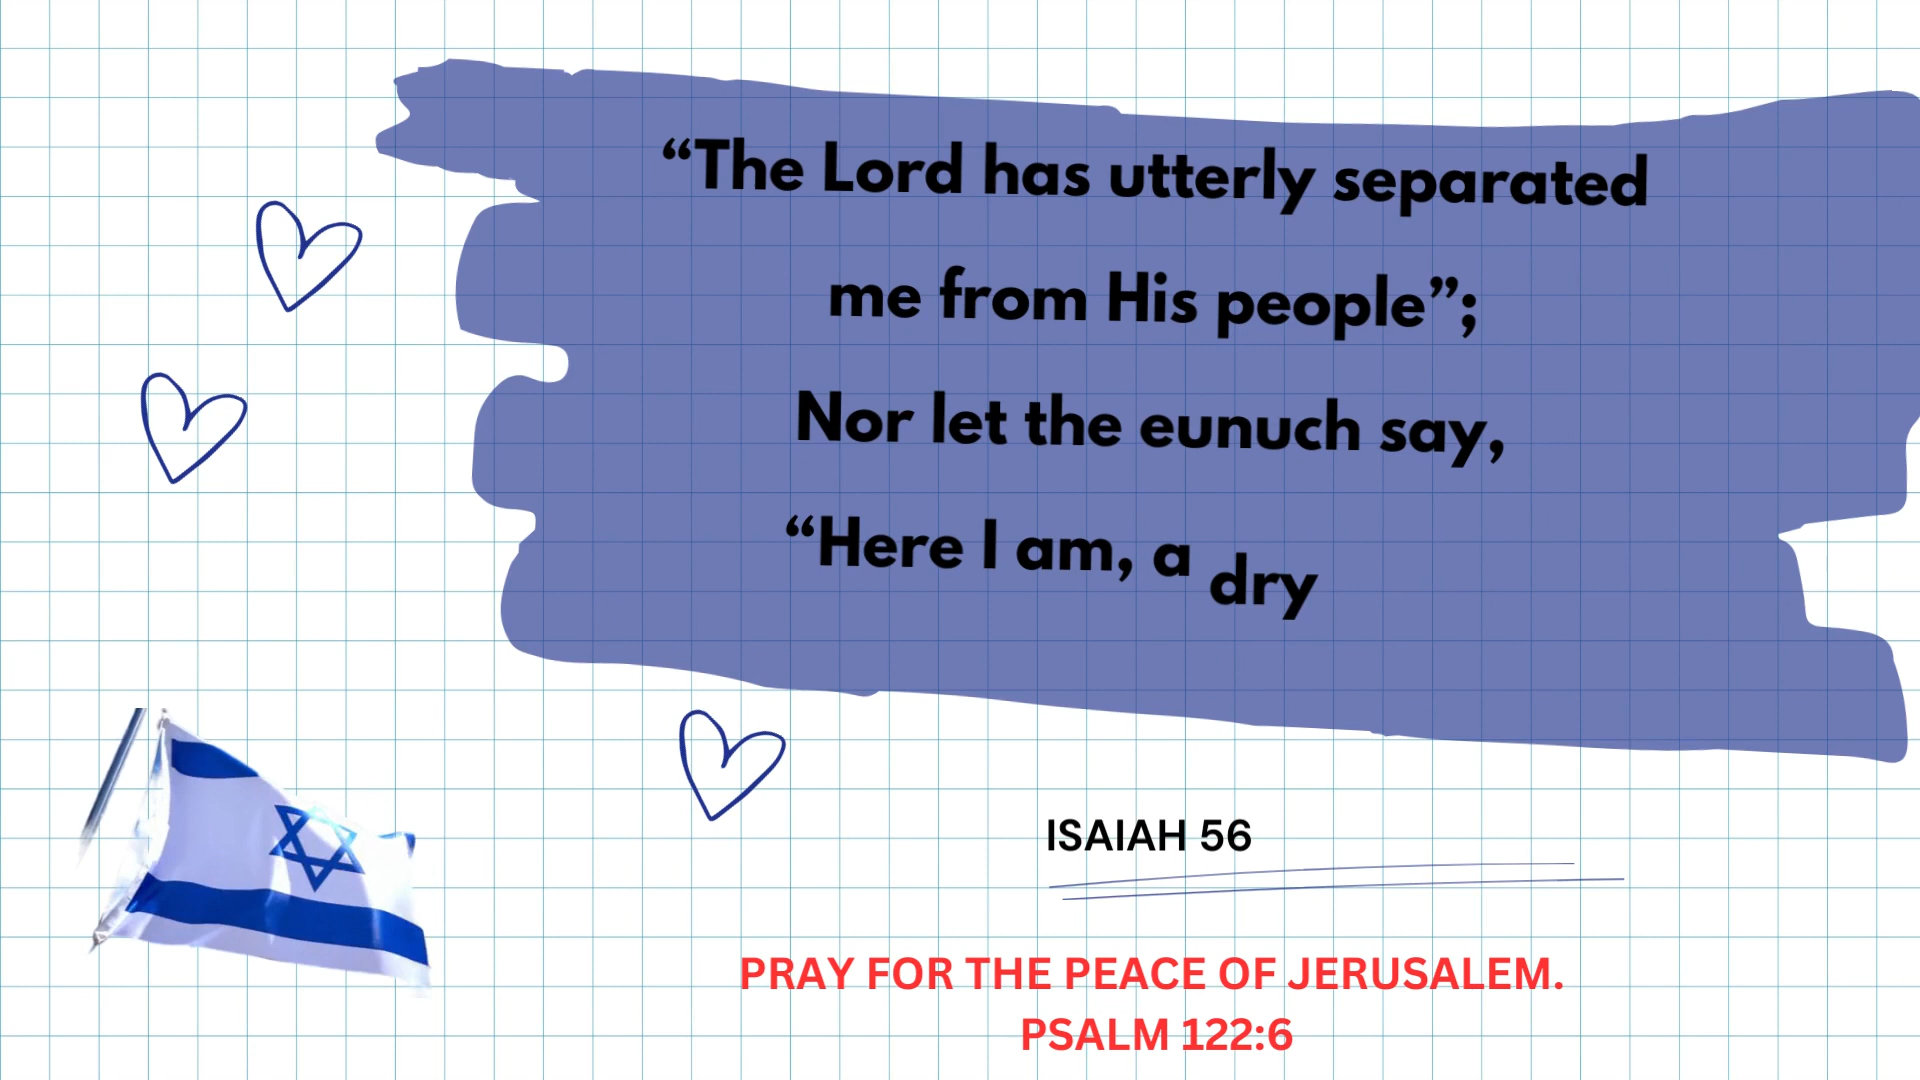 “The Lord has utterly separated
me from His people”;
Nor let the eunuch say,
“Here I am, a dry
ISAIAH 56
PRAY FOR THE PEACE OF JERUSALEM.
PSALM 122:6